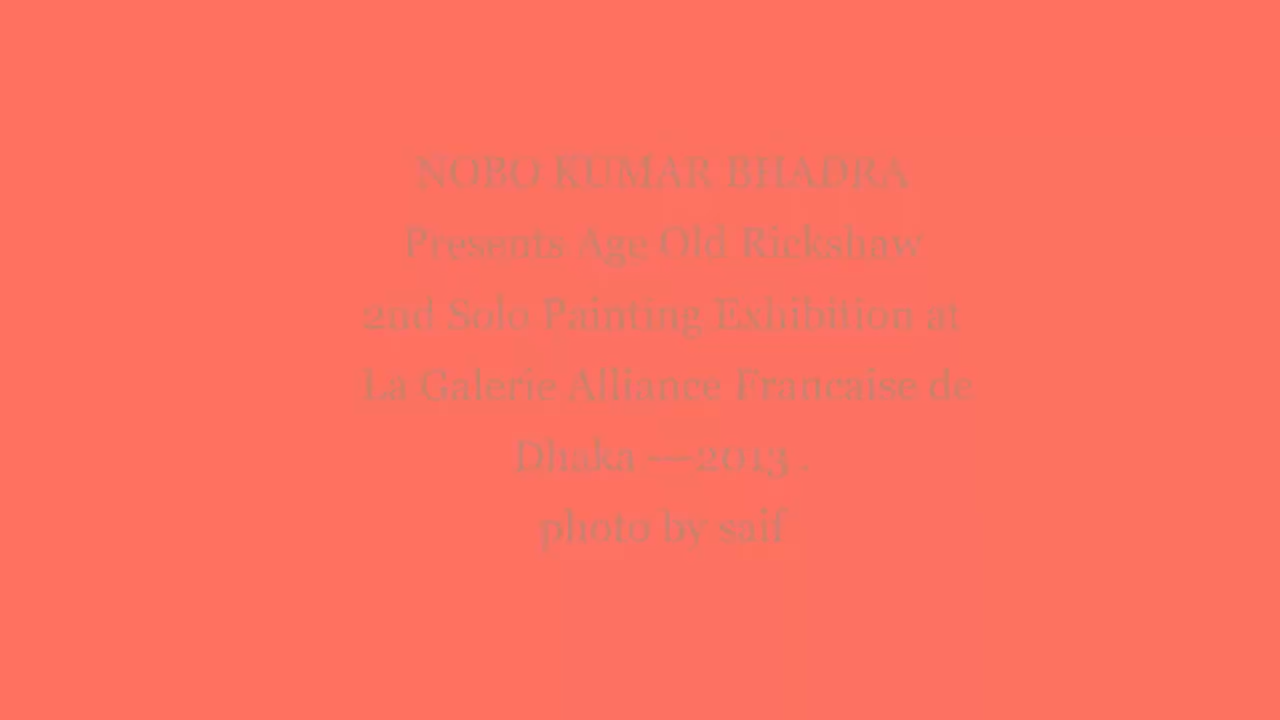 NOBO KUMAR BHADRA
Presents Age Old Rickshaw
2nd Solo Painting Exhibition at
La Galerie Alliance Francaise de
Dhaka —2013 .
photo by saif